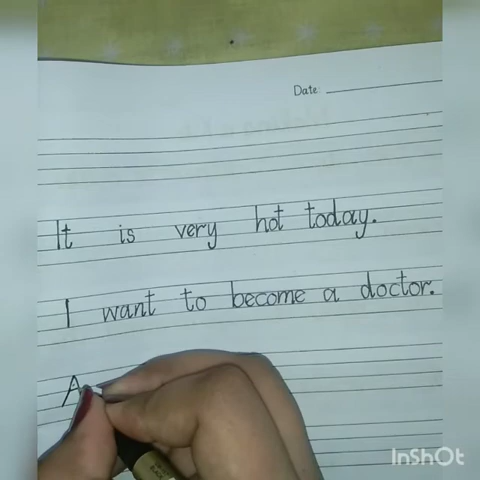 Date:
It is very hot today.
I want to become a doctor.
A
InShOt